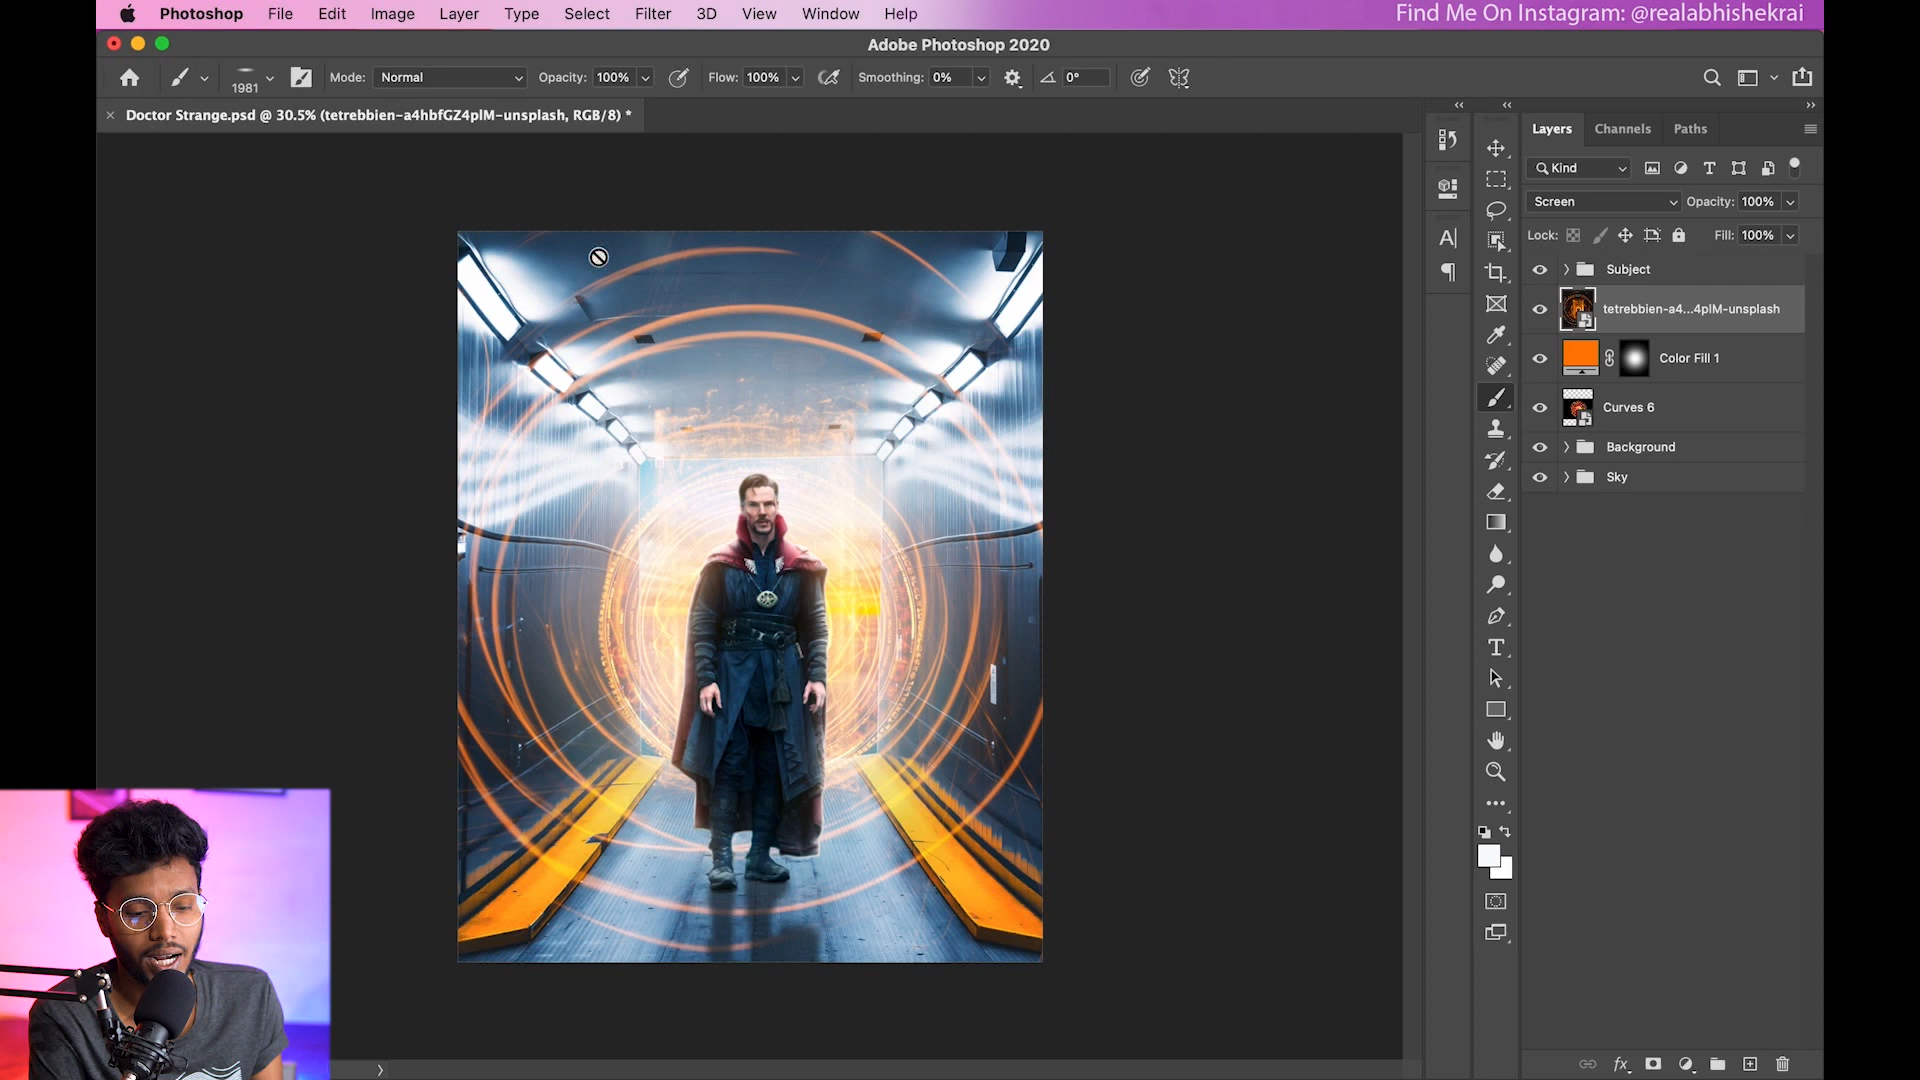 Photoshop File Edit Image Layer Type Select Filter 3D View Window Help
Find Me On Instagram: @realabhishekrai
Adobe Photoshop 2020
1981
Mode: Normal Opacity: 100% Flow: 100% Smoothing: 0% 0°
Doctor Strange.psd @ 30.5% (tetrebbien-a4hbfGZ4plM-unsplash, RGB/8) *
Layers Channels Paths
Kind
Screen Opacity: 100%
Lock: Fill: 100%
Subject
tetrebbien-a4...4plM-unsplash
Color Fill 1
Curves 6
Background
Sky